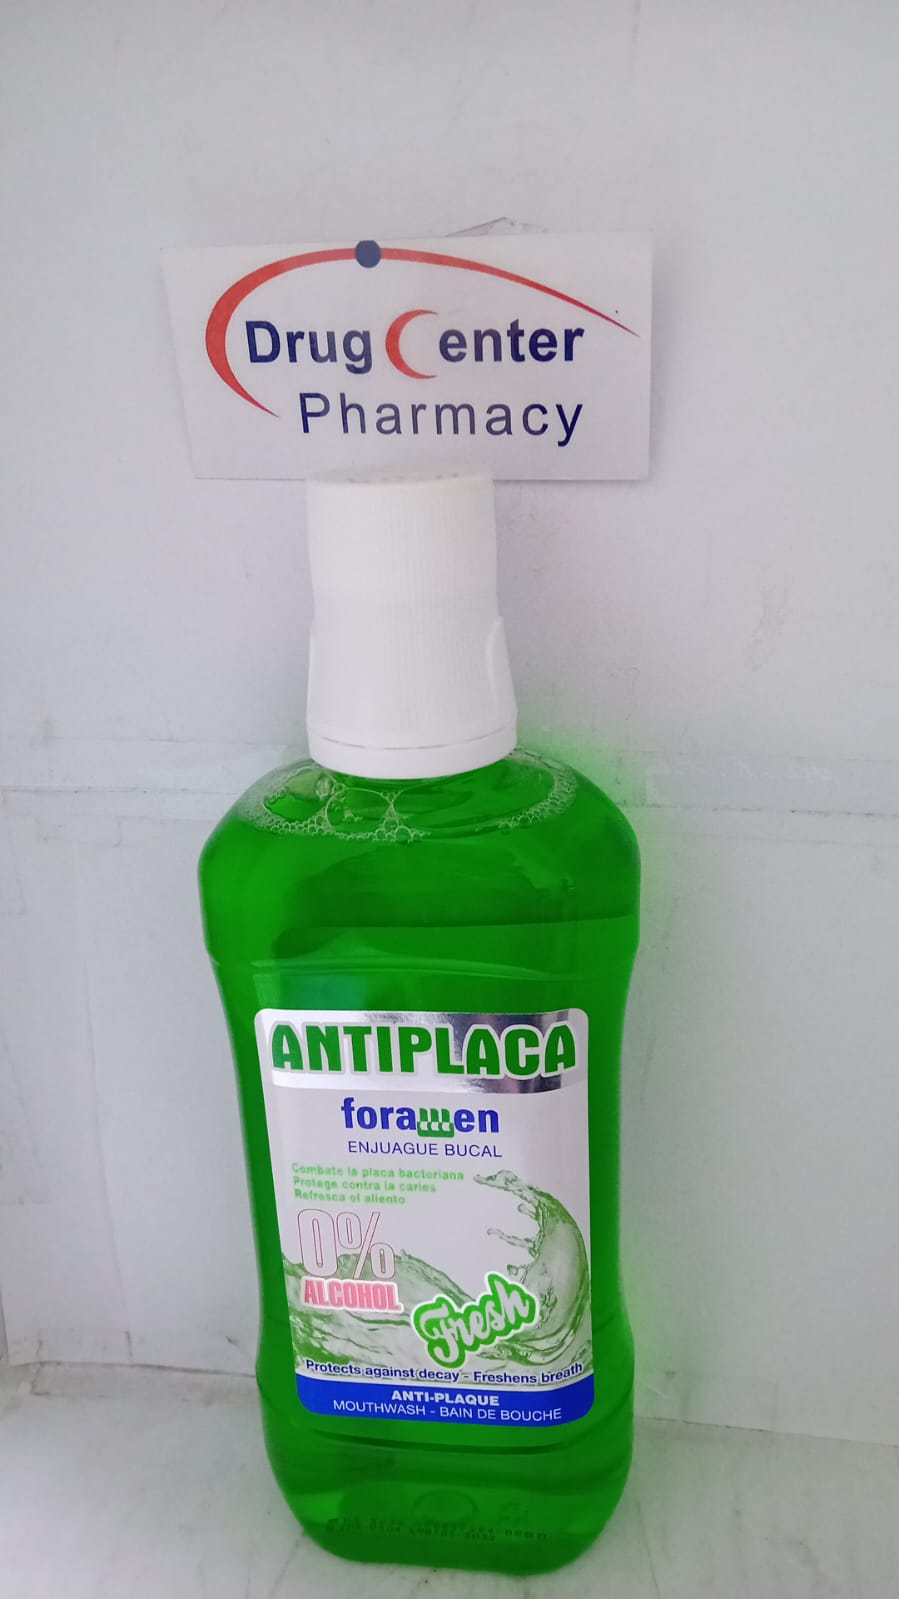 Drug Center
Pharmacy
ANTIPLACA
foramen
ENJUAGUE BUCAL
Combate la placa bacteriana
Protege contra la caries
Refresca el aliento
0%
ALCOHOL
Fresh
Protects against decay - Freshens breath
ANTI-PLAQUE
MOUTHWASH - BAIN DE BOUCHE